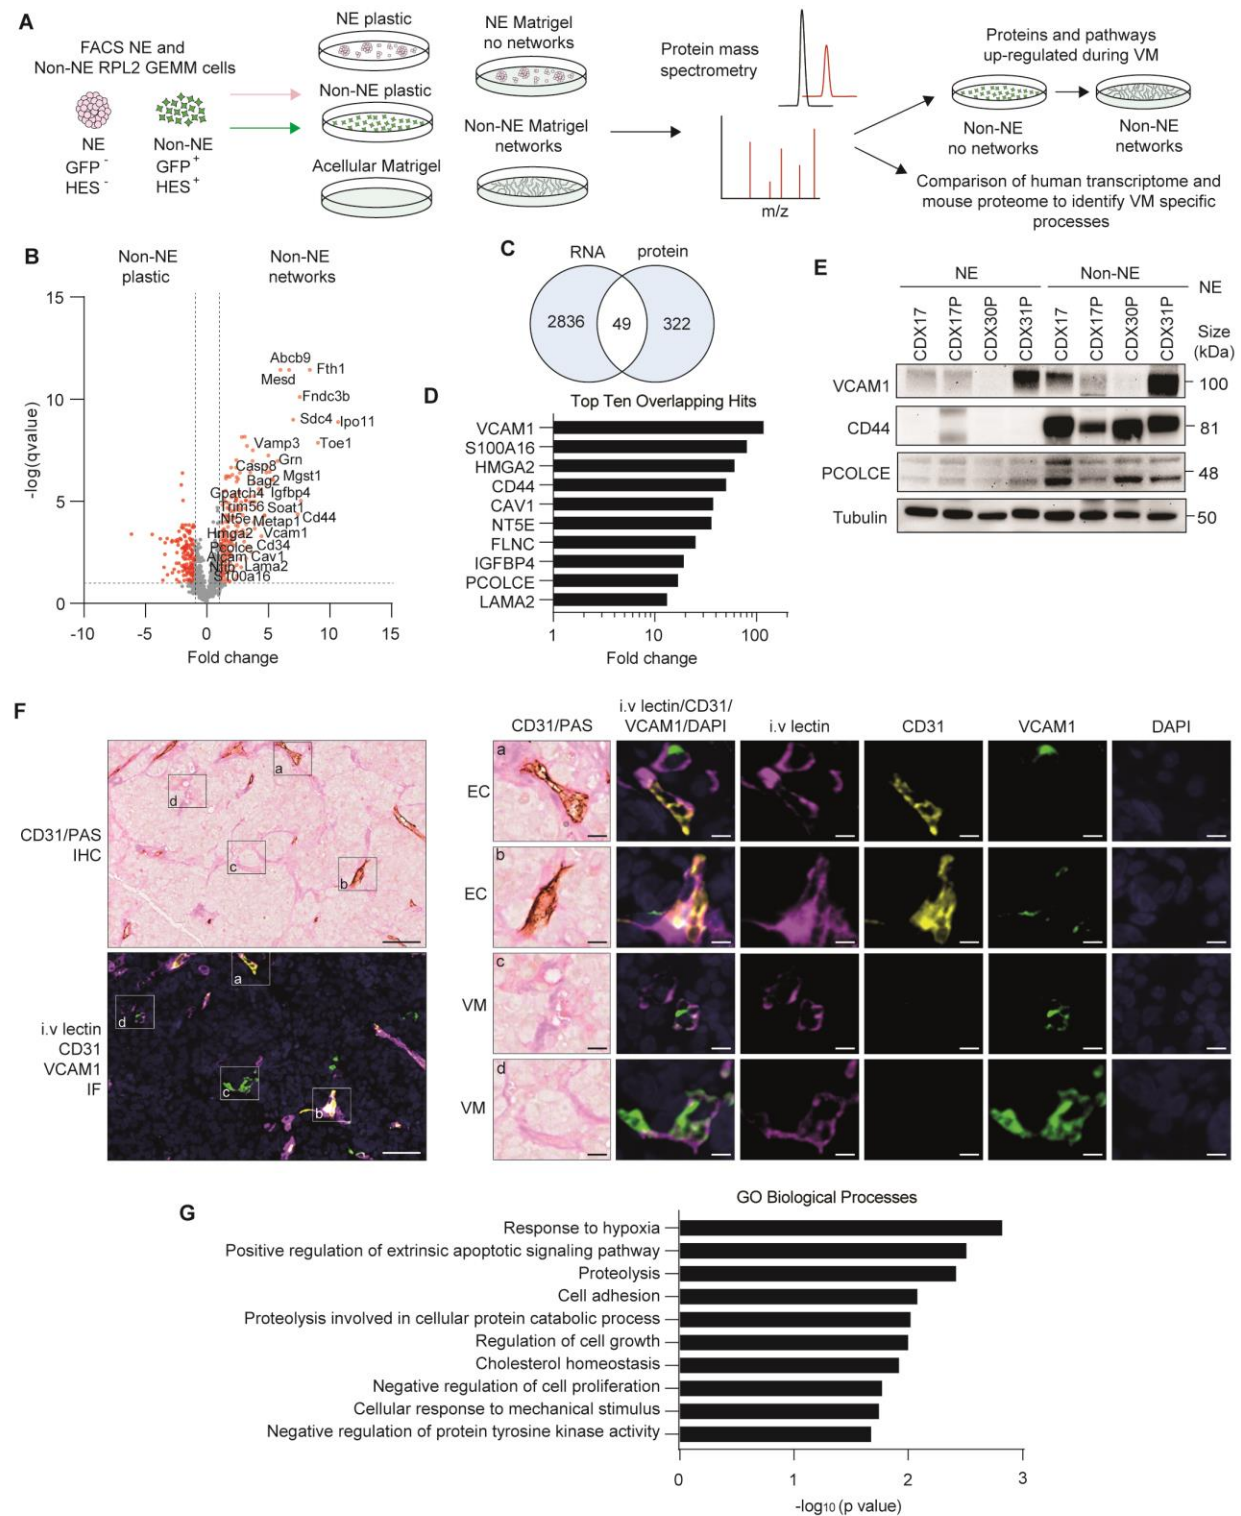 A
FACS NE and
Non-NE RPL2 GEMM cells
NE
GFP -
HES -
Non-NE
GFP +
HES +
NE plastic
Non-NE plastic
Acellular Matrigel
NE Matrigel
no networks
Non-NE Matrigel
networks
Protein mass
spectrometry
m/z
Proteins and pathways
up-regulated during VM
Non-NE
no networks
Non-NE
networks
Comparison of human transcriptome and
mouse proteome to identify VM specific
processes
B
Non-NE
plastic
Non-NE
networks
-log(qvalue)
15
10
5
0
-10 -5 0 5 10 15
Fold change
Abcb9
Mesd
Fth1
Fndc3b
Sdc4
Ipo11
Vamp3
Toe1
Grn
Casp8
Mgst1
Bag2
Gpatch4
Igfbp4
Trim56
Soat1
Nt5e
Metap1
Cd44
Hmga2
Vcam1
Pcolce
Cd34
Alcam
Cav1
Lama2
S100a16
C
RNA protein
2836 49 322
D
Top Ten Overlapping Hits
VCAM1
S100A16
HMGA2
CD44
CAV1
NT5E
FLNC
IGFBP4
PCOLCE
LAMA2
1 10 100
Fold change
E
NE Non-NE NE
CDX17
CDX17P
CDX30P
CDX31P
CDX17
CDX17P
CDX30P
CDX31P
Size
(kDa)
VCAM1 100
CD44 81
PCOLCE 48
Tubulin 50
F
CD31/PAS
IHC
a
d
c
b
i.v lectin
CD31
VCAM1
IF
a
d
c
b
CD31/PAS
i.v lectin/CD31/
VCAM1/DAPI
i.v lectin
CD31
VCAM1
DAPI
EC
a
EC
b
VM
c
VM
d
G
GO Biological Processes
Response to hypoxia
Positive regulation of extrinsic apoptotic signaling pathway
Proteolysis
Cell adhesion
Proteolysis involved in cellular protein catabolic process
Regulation of cell growth
Cholesterol homeostasis
Negative regulation of cell proliferation
Cellular response to mechanical stimulus
Negative regulation of protein tyrosine kinase activity
0 1 2 3
-log10 (p value)